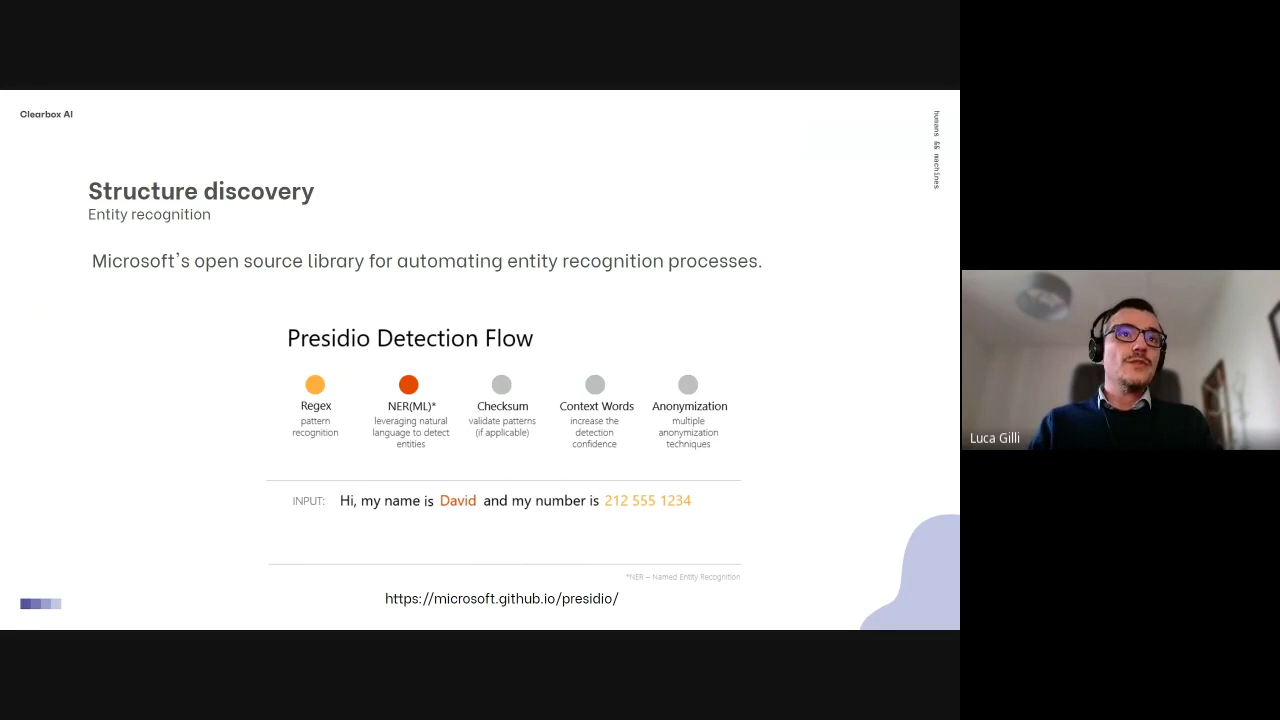 Clearbox AI
humans && machines
Structure discovery
Entity recognition
Microsoft's open source library for automating entity recognition processes.
Presidio Detection Flow
Regex
pattern
recognition
NER(ML)*
leveraging natural
language to detect
entities
Checksum
validate patterns
(if applicable)
Context Words
increase the
detection
confidence
Anonymization
multiple
anonymization
techniques
INPUT: Hi, my name is David and my number is 212 555 1234
*NER – Named Entity Recognition
https://microsoft.github.io/presidio/
Luca Gilli